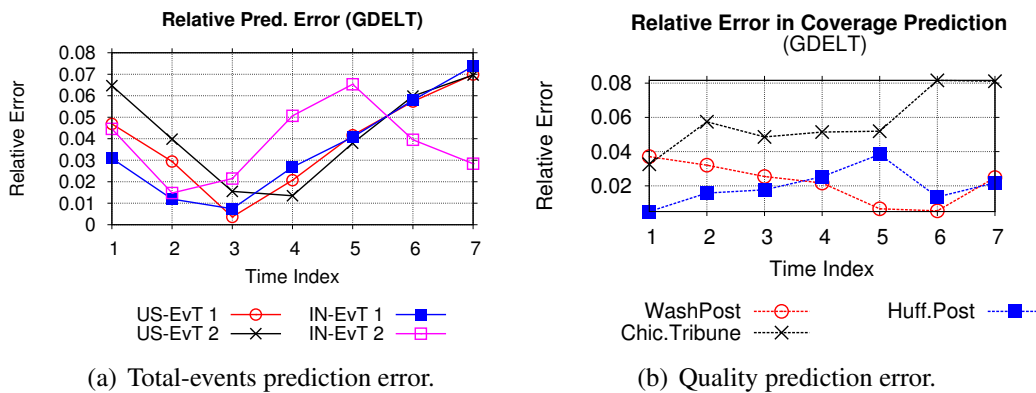 Relative Pred. Error (GDELT)
Relative Error
0.08
0.07
0.06
0.05
0.04
0.03
0.02
0.01
0
1 2 3 4 5 6 7
Time Index
US-EvT 1
IN-EvT 1
US-EvT 2
IN-EvT 2
(a) Total-events prediction error.
Relative Error in Coverage Prediction
(GDELT)
Relative Error
0.08
0.06
0.04
0.02
1 2 3 4 5 6 7
Time Index
WashPost
Huff.Post
Chic.Tribune
(b) Quality prediction error.